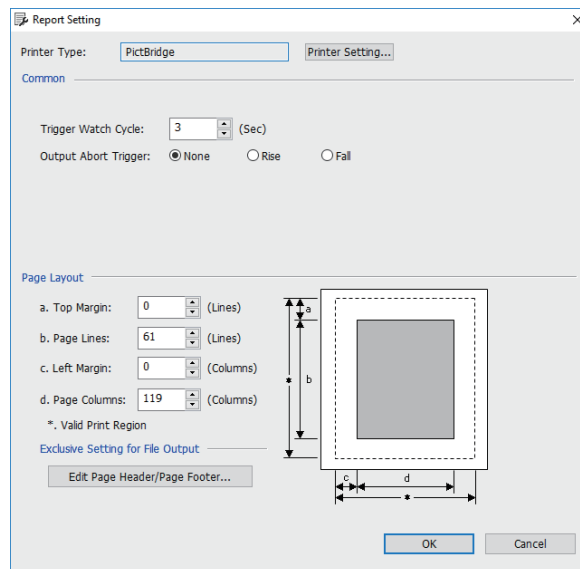 Report Setting
Printer Type: PictBridge Printer Setting...
Common
Trigger Watch Cycle: 3 (Sec)
Output Abort Trigger: None Rise Fall
Page Layout
a. Top Margin: 0 (Lines)
b. Page Lines: 61 (Lines)
c. Left Margin: 0 (Columns)
d. Page Columns: 119 (Columns)
*. Valid Print Region
Exclusive Setting for File Output
Edit Page Header/Page Footer...
a
* b
c d
*
OK Cancel